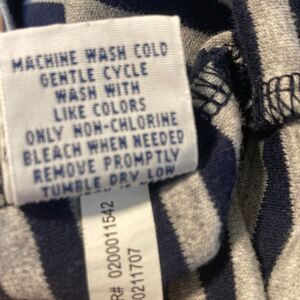 MACHINE WASH COLD
GENTLE CYCLE
WASH WITH
LIKE COLORS
ONLY NON-CHLORINE
BLEACH WHEN NEEDED
REMOVE PROMPTLY
TUMBLE DRY LOW
R# 0200011542
0211707